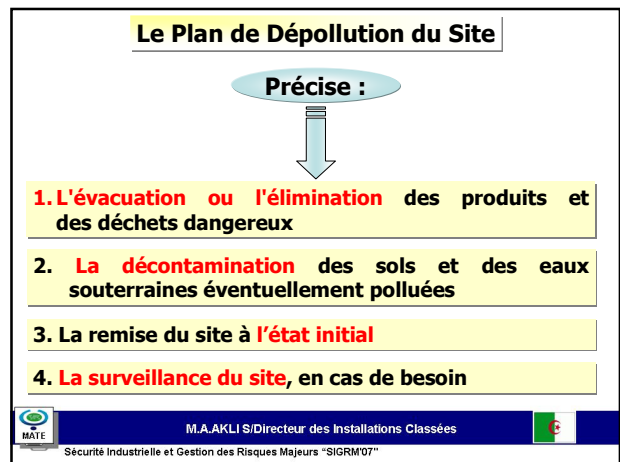 Le Plan de Dépollution du Site
Précise :
1. L'évacuation ou l'élimination des produits et
des déchets dangereux
2. La décontamination des sols et des eaux
souterraines éventuellement polluées
3. La remise du site à l'état initial
4. La surveillance du site, en cas de besoin
MATE
M.A.AKLI S/Directeur des Installations Classées
Sécurité Industrielle et Gestion des Risques Majeurs "SIGRM'07"